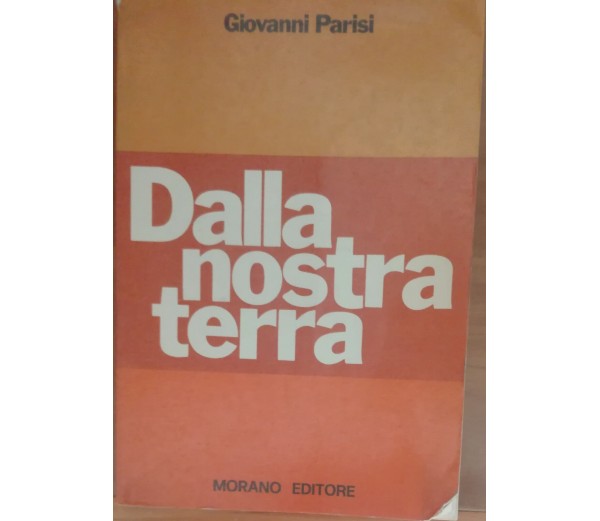 Giovanni Parisi
Dalla
nostra
terra
MORANO EDITORE